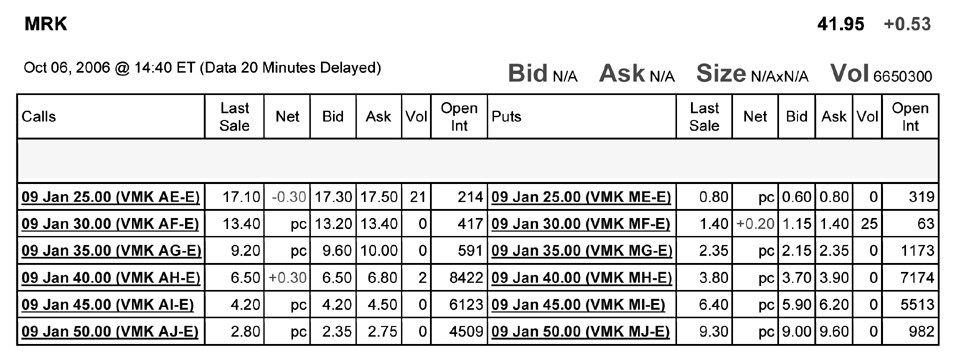 MRK 41.95 +0.53
Oct 06, 2006 @ 14:40 ET (Data 20 Minutes Delayed) Bid N/A Ask N/A Size N/AxN/A Vol 6650300
Calls Last Sale Net Bid Ask Vol Open Int Puts Last Sale Net Bid Ask Vol Open Int
09 Jan 25.00 (VMK AE-E) 17.10 -0.30 17.30 17.50 21 214 09 Jan 25.00 (VMK ME-E) 0.80 pc 0.60 0.80 0 319
09 Jan 30.00 (VMK AF-E) 13.40 pc 13.20 13.40 0 417 09 Jan 30.00 (VMK MF-E) 1.40 +0.20 1.15 1.40 25 63
09 Jan 35.00 (VMK AG-E) 9.20 pc 9.60 10.00 0 591 09 Jan 35.00 (VMK MG-E) 2.35 pc 2.15 2.35 0 1173
09 Jan 40.00 (VMK AH-E) 6.50 +0.30 6.50 6.80 2 8422 09 Jan 40.00 (VMK MH-E) 3.80 pc 3.70 3.90 0 7174
09 Jan 45.00 (VMK AI-E) 4.20 pc 4.20 4.50 0 6123 09 Jan 45.00 (VMK MI-E) 6.40 pc 5.90 6.20 0 5513
09 Jan 50.00 (VMK AJ-E) 2.80 pc 2.35 2.75 0 4509 09 Jan 50.00 (VMK MJ-E) 9.30 pc 9.00 9.60 0 982